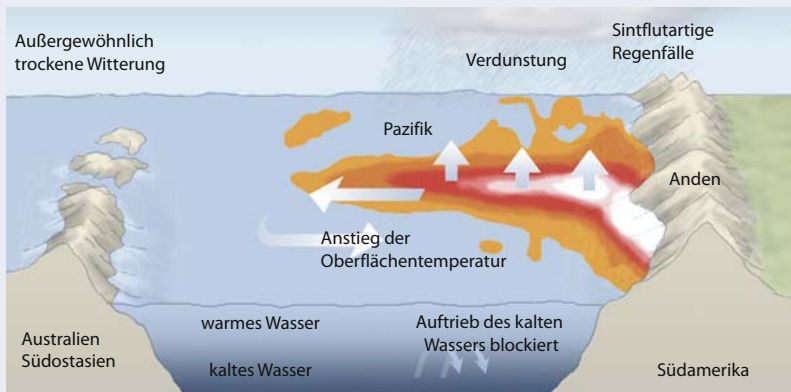 Außergewöhnlich
trockene Witterung
Verdunstung
Sintflutartige
Regenfälle
Pazifik
Anden
Anstieg der
Oberflächentemperatur
warmes Wasser
Auftrieb des kalten
Wassers blockiert
Australien
Südostasien
kaltes Wasser
Südamerika